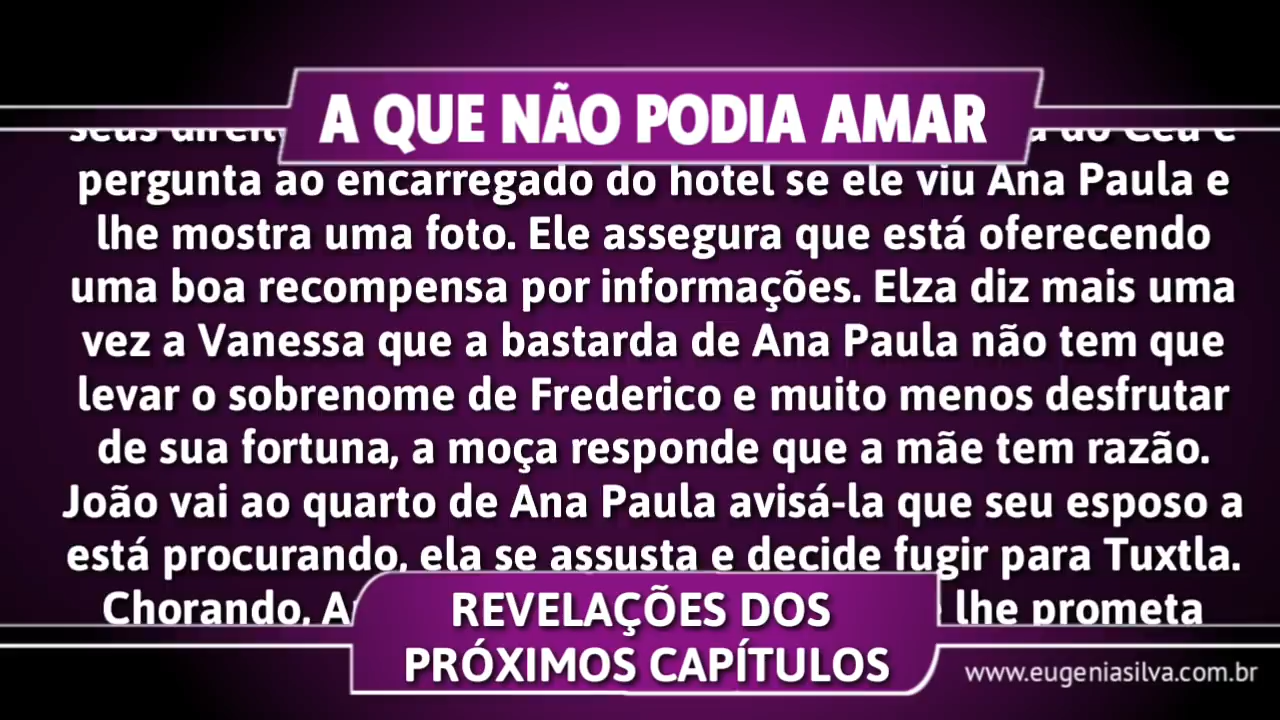 A QUE NÃO PODIA AMAR
seus do Céu e
pergunta ao encarregado do hotel se ele viu Ana Paula e
lhe mostra uma foto. Ele assegura que está oferecendo
uma boa recompensa por informações. Elza diz mais uma
vez a Vanessa que a bastarda de Ana Paula não tem que
levar o sobrenome de Frederico e muito menos desfrutar
de sua fortuna, a moça responde que a mãe tem razão.
João vai ao quarto de Ana Paula avisá-la que seu esposo a
está procurando, ela se assusta e decide fugir para Tuxtla.
Chorando, lhe prometa
REVELAÇÕES DOS
PRÓXIMOS CAPÍTULOS
www.eugeniasilva.com.br